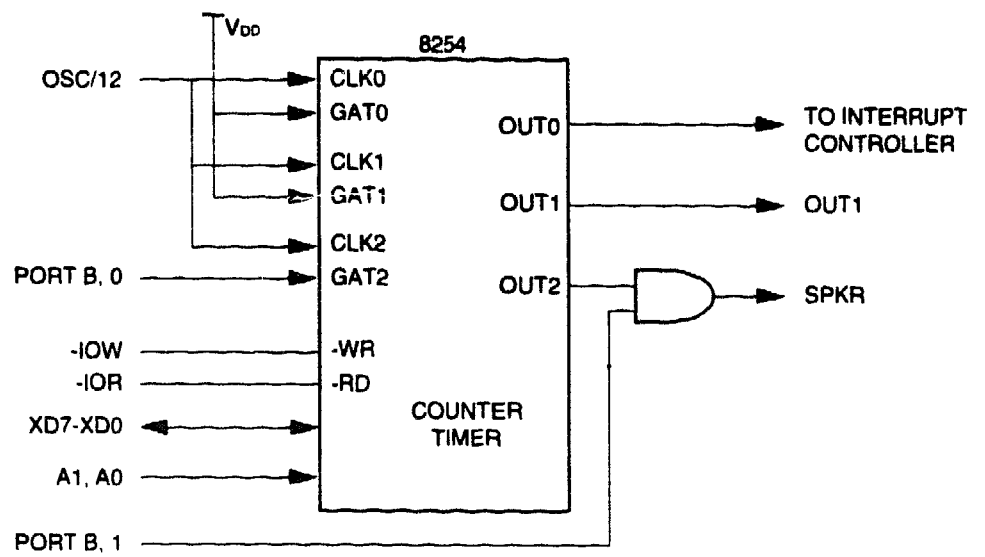 VDD
8254
OSC/12
CLK0
GAT0
OUT0
TO INTERRUPT
CONTROLLER
CLK1
GAT1
OUT1
OUT1
CLK2
PORT B, 0
GAT2
OUT2
SPKR
-IOW
-WR
-IOR
-RD
XD7-XD0
COUNTER
TIMER
A1, A0
PORT B, 1